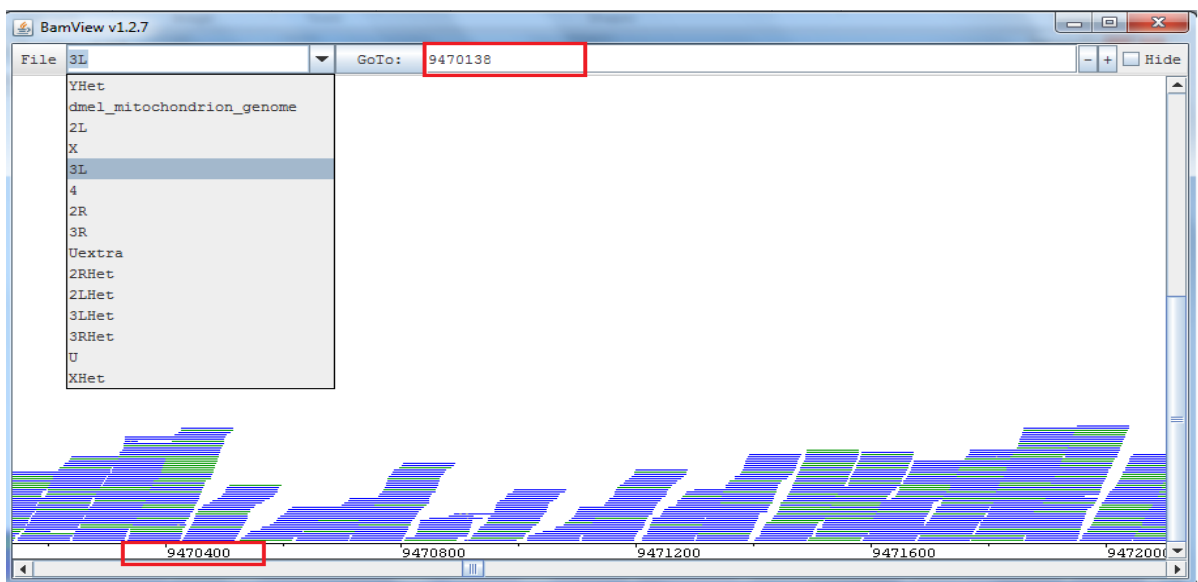 BamView v1.2.7
File 3L GoTo: 9470138 - + Hide
YHet
dmel_mitochondrion_genome
2L
X
3L
4
2R
3R
Uextra
2RHet
2LHet
3LHet
3RHet
U
XHet
9470400 9470800 9471200 9471600 9472000